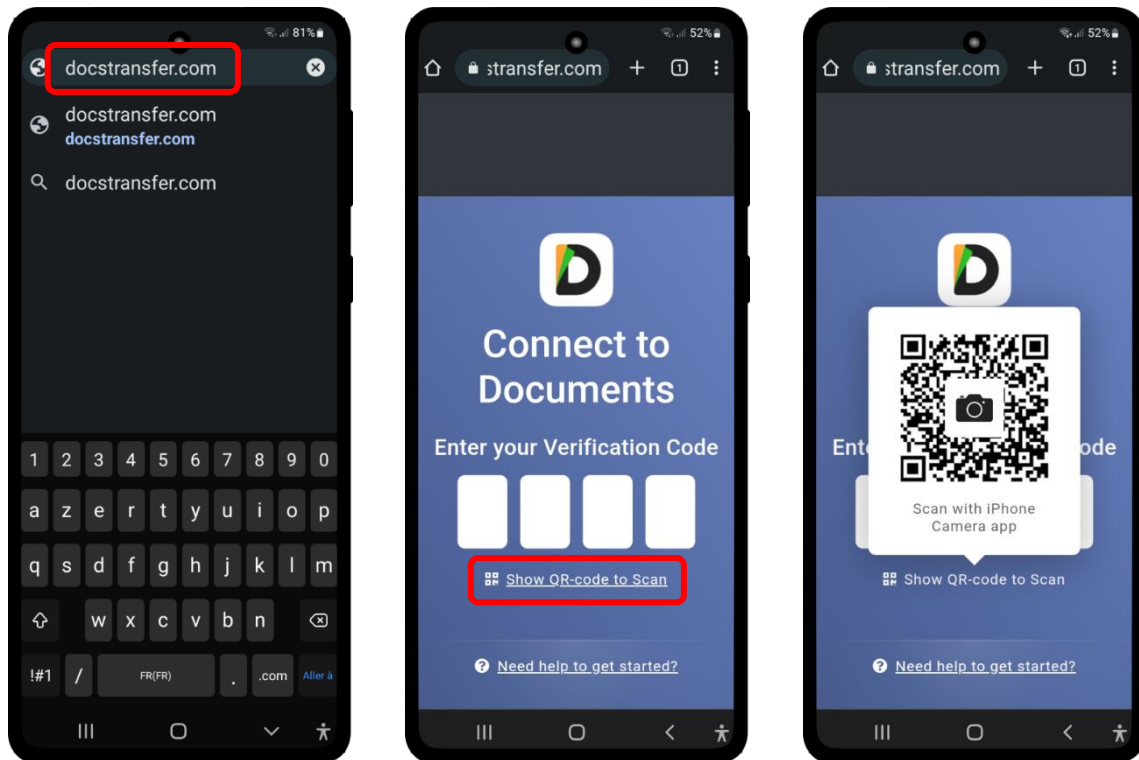 81%
docstransfer.com
docstransfer.com
docstransfer.com
docstransfer.com
1 2 3 4 5 6 7 8 9 0
a z e r t y u i o p
q s d f g h j k l m
w x c v b n
!#1 / FR(FR) . .com Aller à
52%
stransfer.com + 1
D
Connect to
Documents
Enter your Verification Code
Show QR-code to Scan
Need help to get started?
52%
stransfer.com + 1
D
Ente ode
Scan with iPhone
Camera app
Show QR-code to Scan
Need help to get started?